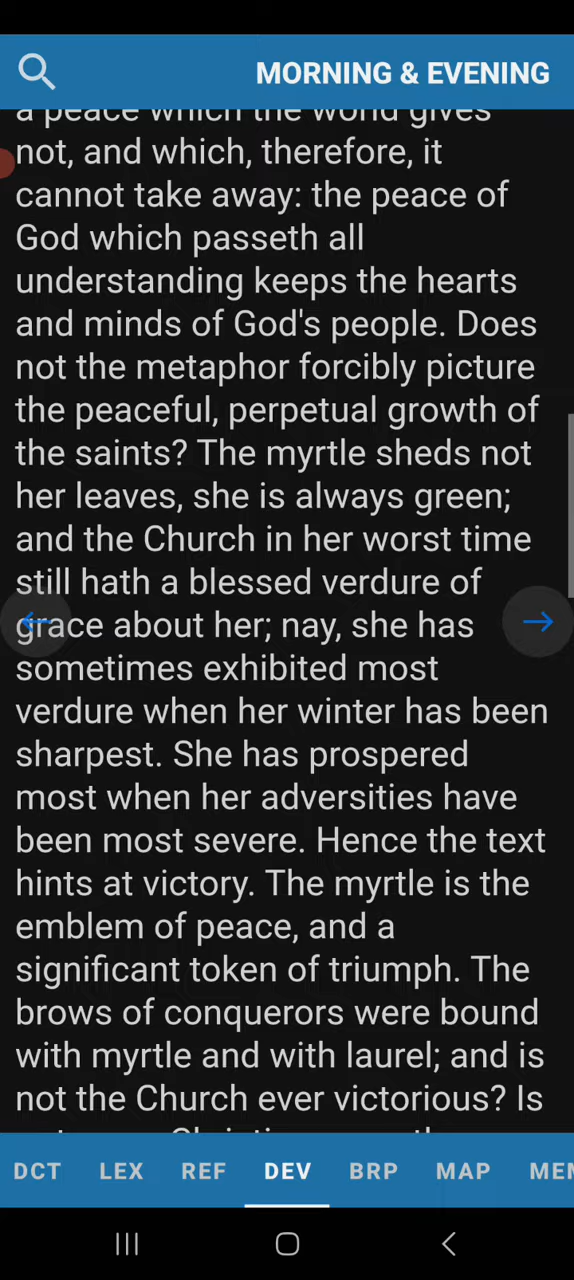 MORNING & EVENING
a peace which the world gives
not, and which, therefore, it
cannot take away: the peace of
God which passeth all
understanding keeps the hearts
and minds of God's people. Does
not the metaphor forcibly picture
the peaceful, perpetual growth of
the saints? The myrtle sheds not
her leaves, she is always green;
and the Church in her worst time
still hath a blessed verdure of
grace about her; nay, she has
sometimes exhibited most
verdure when her winter has been
sharpest. She has prospered
most when her adversities have
been most severe. Hence the text
hints at victory. The myrtle is the
emblem of peace, and a
significant token of triumph. The
brows of conquerors were bound
with myrtle and with laurel; and is
not the Church ever victorious? Is
DCT LEX REF DEV BRP MAP MEM